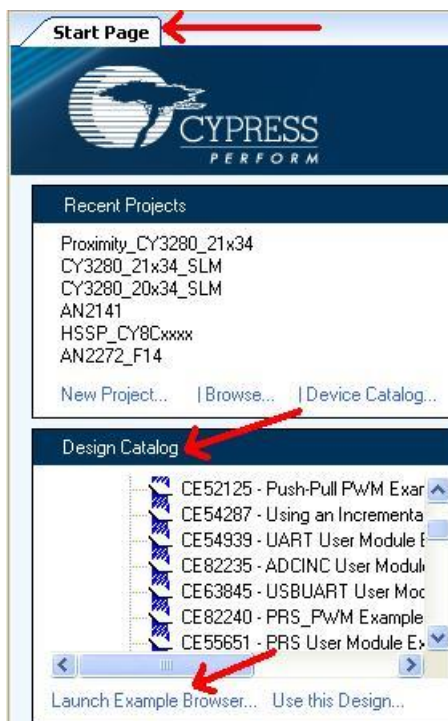 Start Page
CYPRESS
PERFORM
Recent Projects
Proximity_CY3280_21x34
CY3280_21x34_SLM
CY3280_20x34_SLM
AN2141
HSSP_CY8Cxxxx
AN2272_F14
New Project... | Browse... | Device Catalog...
Design Catalog
CE52125 - Push-Pull PWM Exar
CE54287 - Using an Incrementa
CE54939 - UART User Module E
CE82235 - ADCINC User Modul
CE63845 - USBUART User Moc
CE82240 - PRS_PWM Example
CE55651 - PRS User Module Ex
Launch Example Browser... Use this Design...